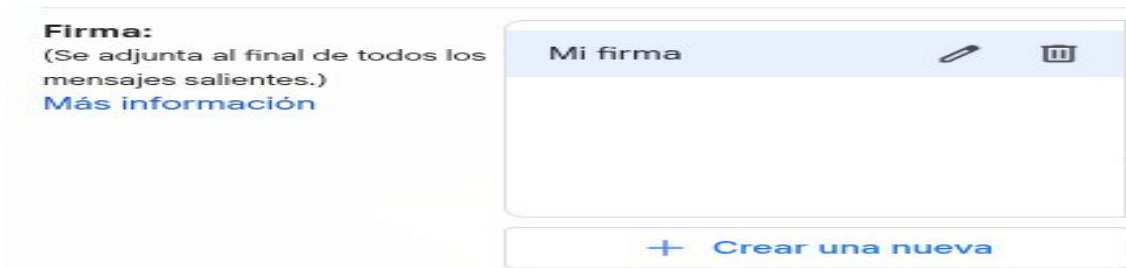 Firma:
(Se adjunta al final de todos los
mensajes salientes.)
Más información
Mi firma
Crear una nueva